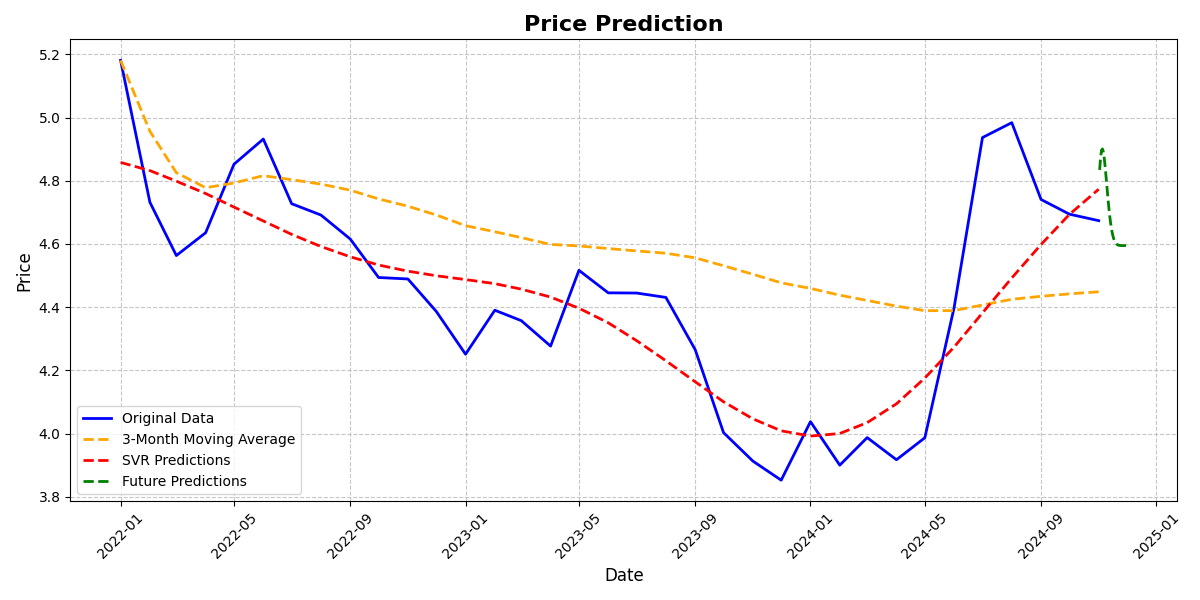 Price Prediction
Price
5.2
5.0
4.8
4.6
4.4
4.2
4.0
3.8
Original Data
3-Month Moving Average
SVR Predictions
Future Predictions
2022-01
2022-05
2022-09
2023-01
2023-05
2023-09
2024-01
2024-05
2024-09
2025-01
Date